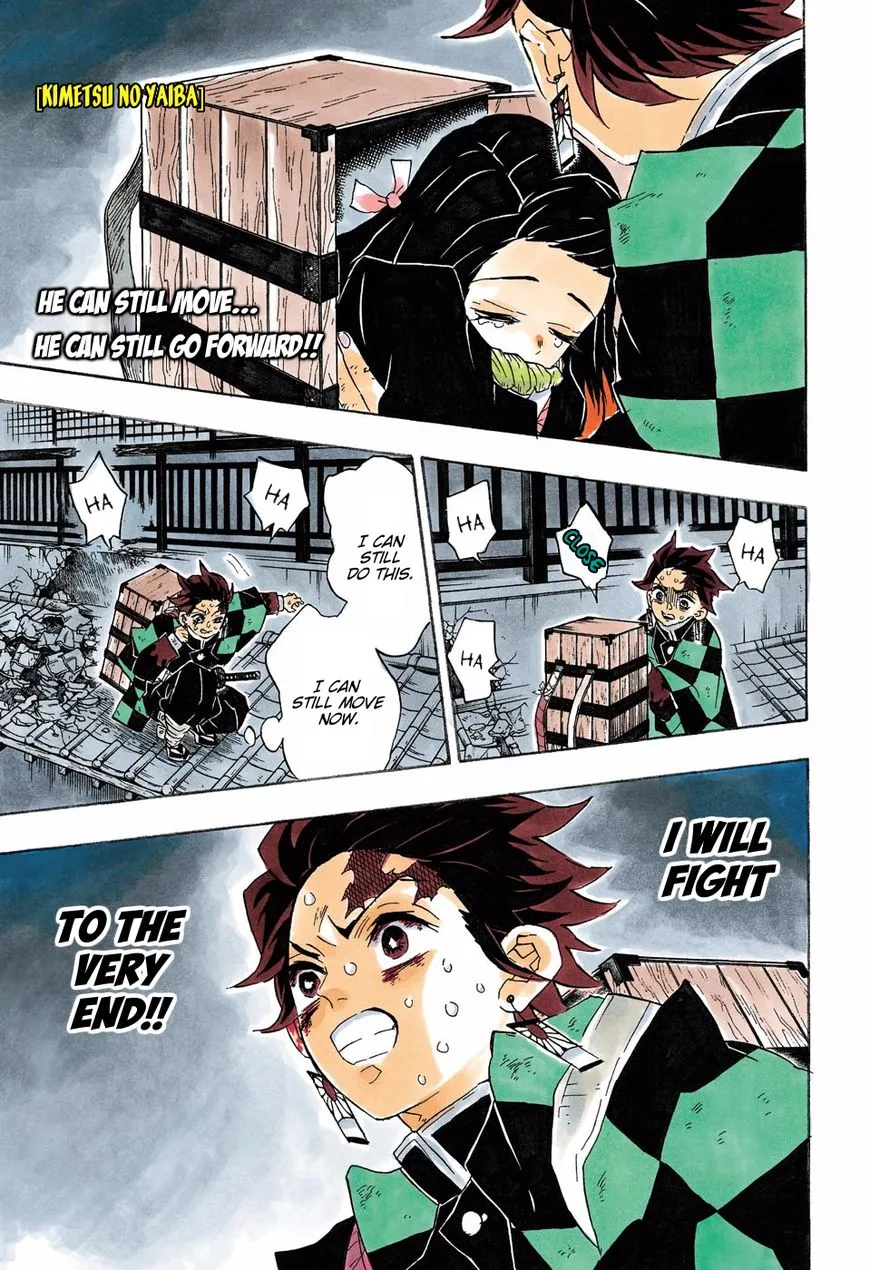 [KIMETSU NO YAIBA]
HE CAN STILL MOVE...
HE CAN STILL GO FORWARD!!
HA
CLOSE
HA
HA
HA
HA
I CAN
STILL
DO THIS.
I CAN
STILL MOVE
NOW.
I WILL
FIGHT
TO THE
VERY
END!!